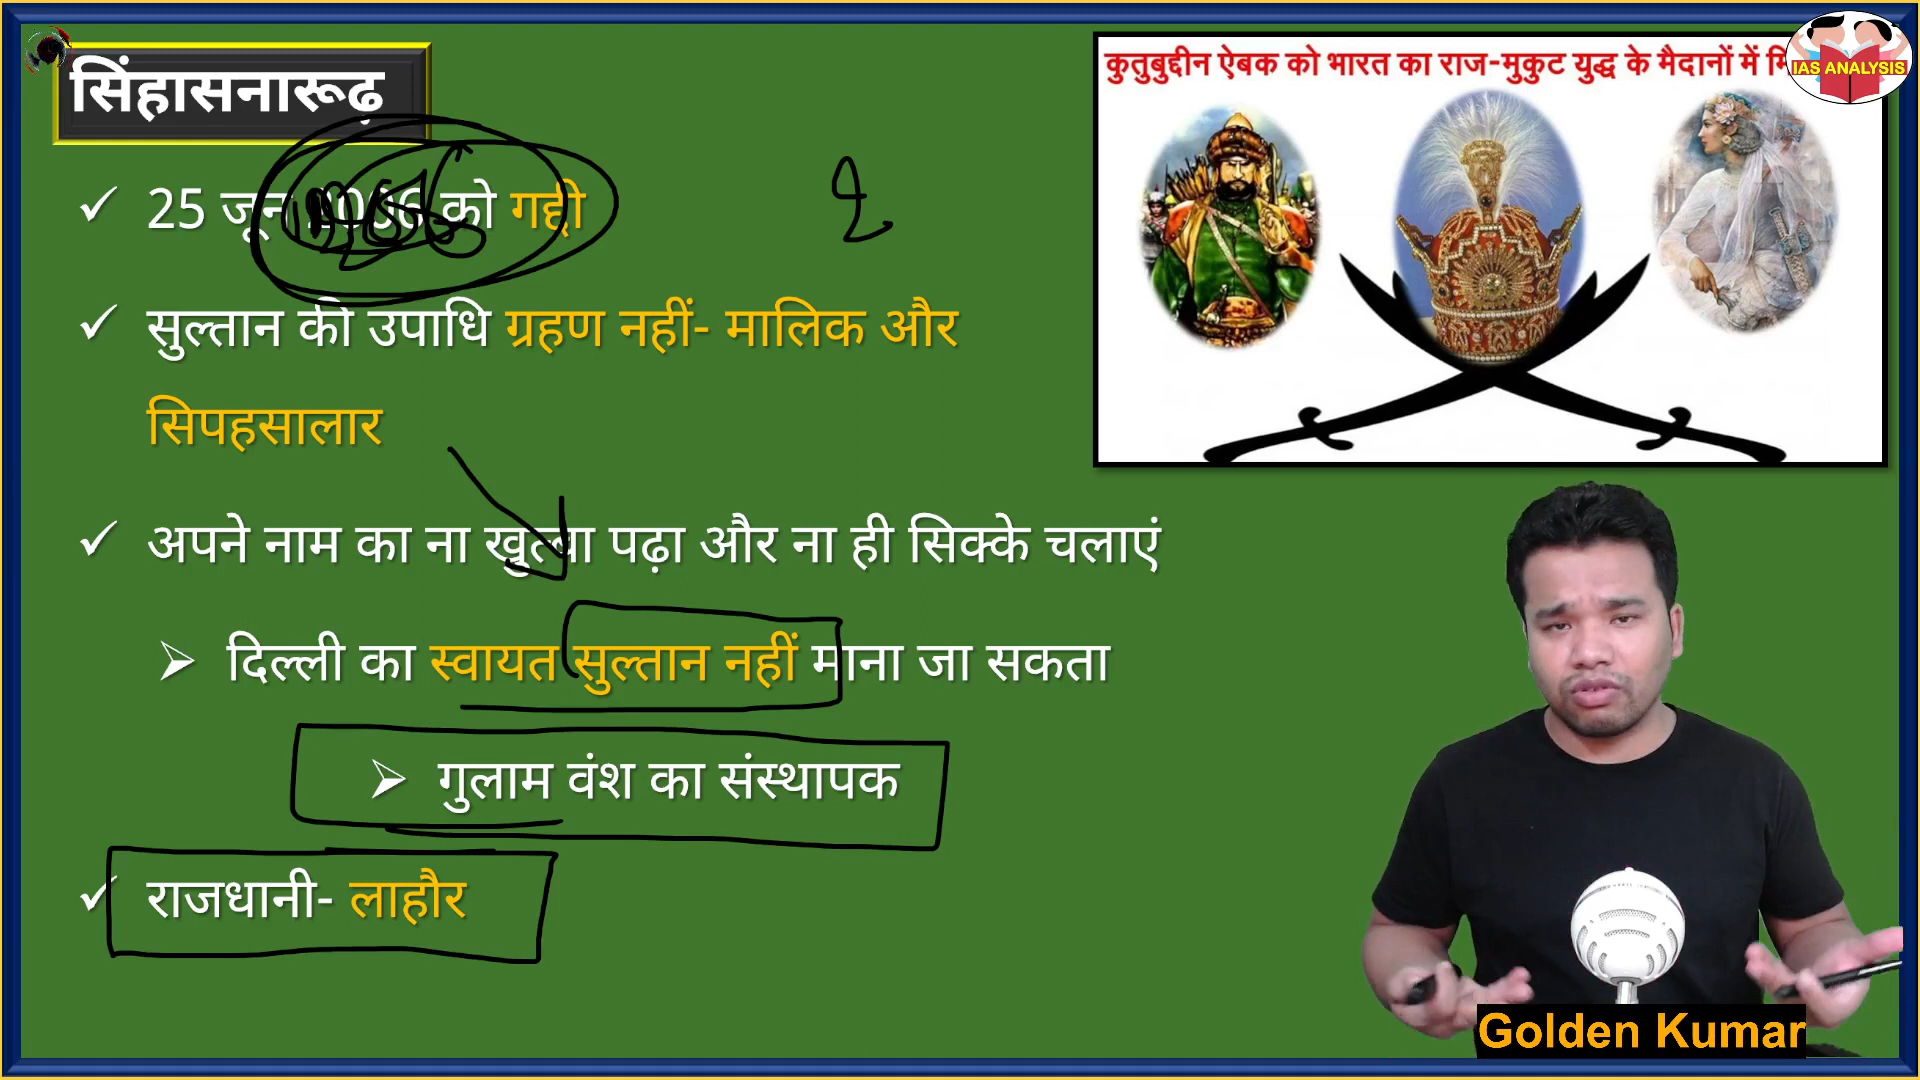 सिंहासनारूढ़
कुतुबुद्दीन ऐबक को भारत का राज-मुकुट युद्ध के मैदानों में
IAS ANALYSIS
25 जून को गद्दी
सुल्तान की उपाधि ग्रहण नहीं- मालिक और
सिपहसालार
अपने नाम का ना खुत्बा पढ़ा और ना ही सिक्के चलाएं
दिल्ली का स्वायत सुल्तान नहीं माना जा सकता
गुलाम वंश का संस्थापक
राजधानी- लाहौर
Golden Kumar